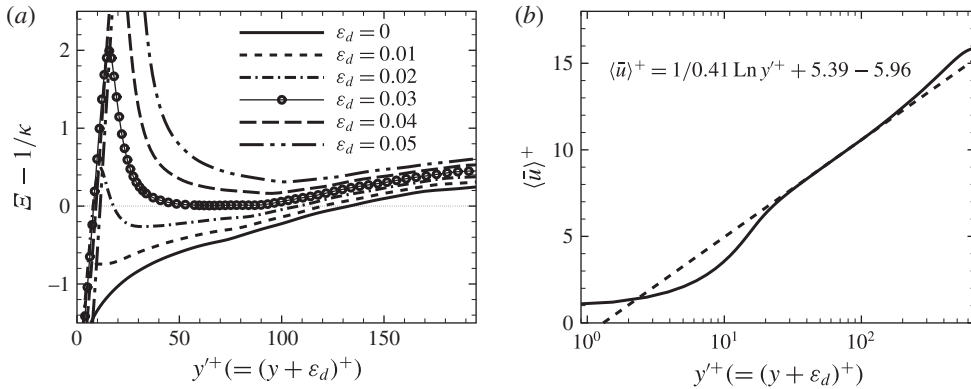 (a)
Ξ − 1/κ
2
1
0
−1
ε_d = 0
ε_d = 0.01
ε_d = 0.02
ε_d = 0.03
ε_d = 0.04
ε_d = 0.05
0 50 100 150
y′⁺(= (y + ε_d)⁺)
(b)
⟨ū⟩⁺
15
10
5
0
⟨ū⟩⁺ = 1/0.41 Ln y′⁺ + 5.39 − 5.96
10⁰ 10¹ 10²
y′⁺(= (y + ε_d)⁺)